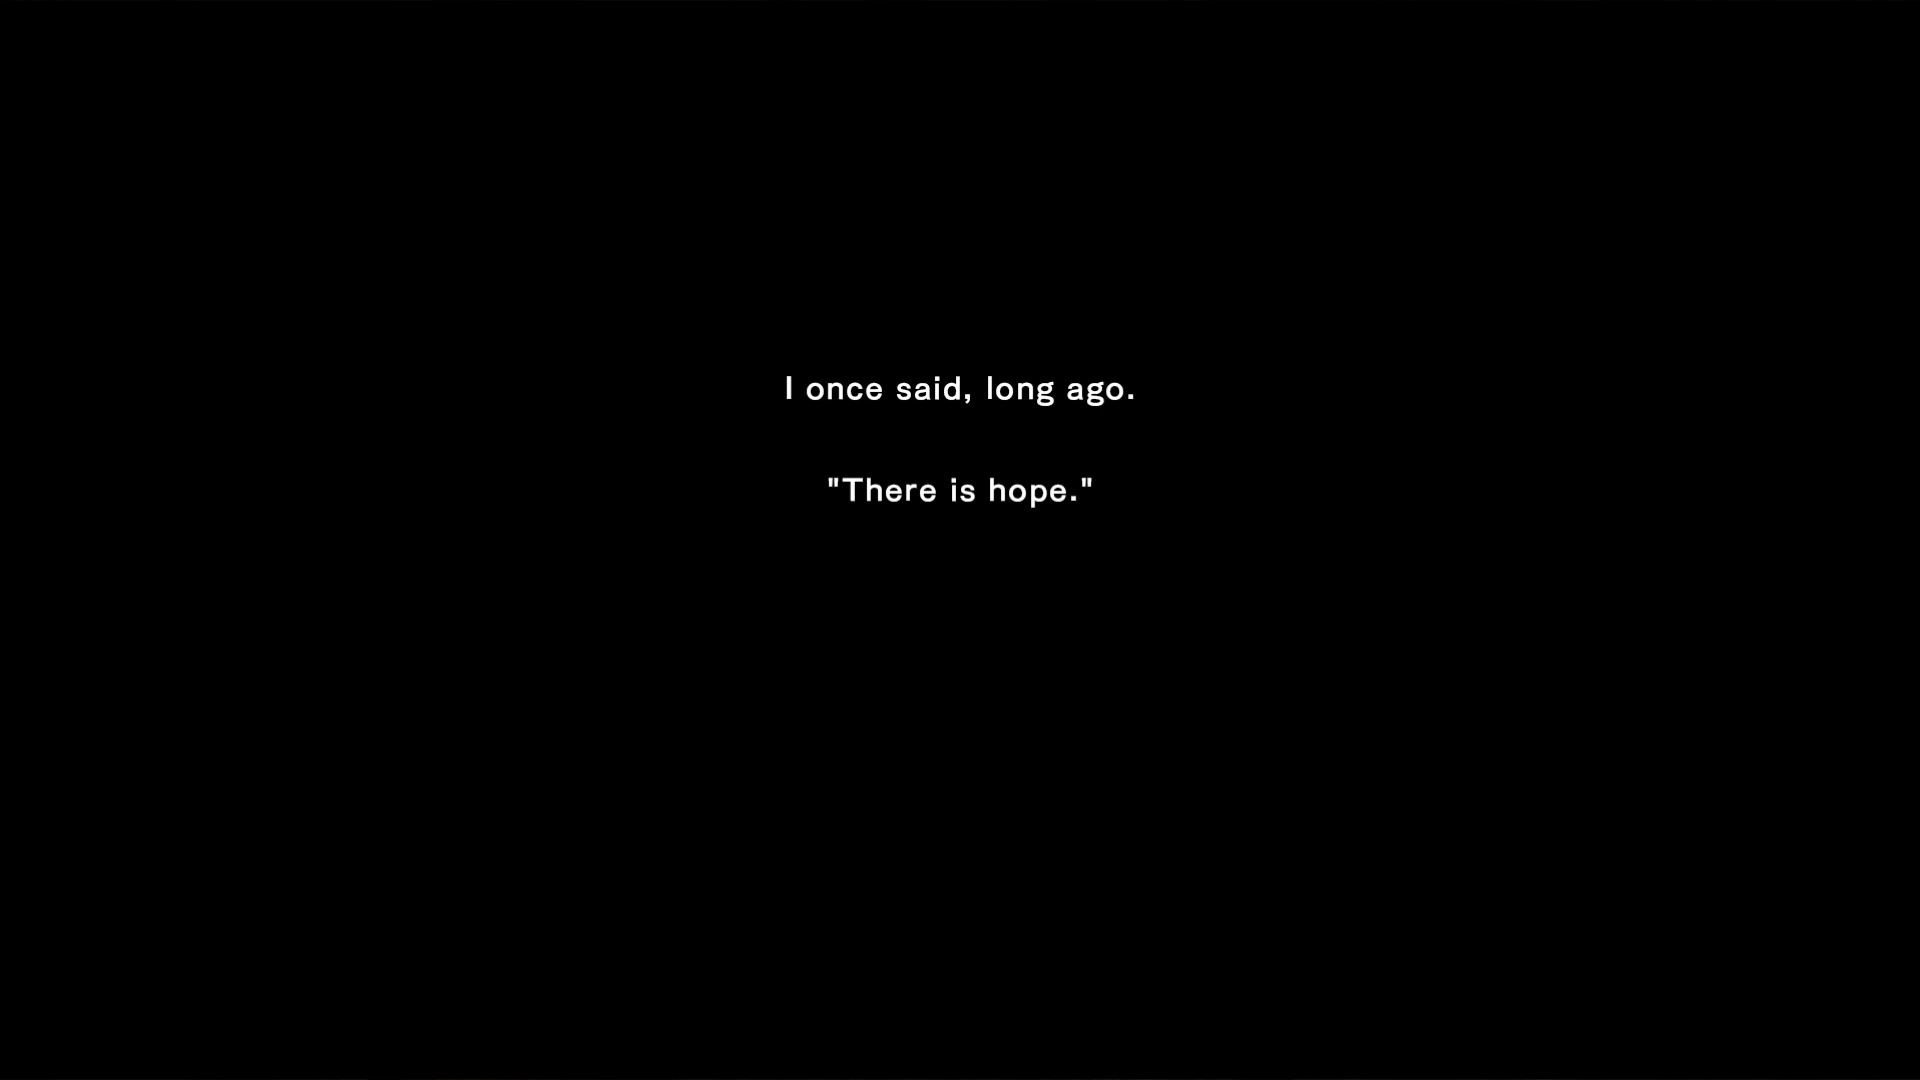 I once said, long ago.
"There is hope."